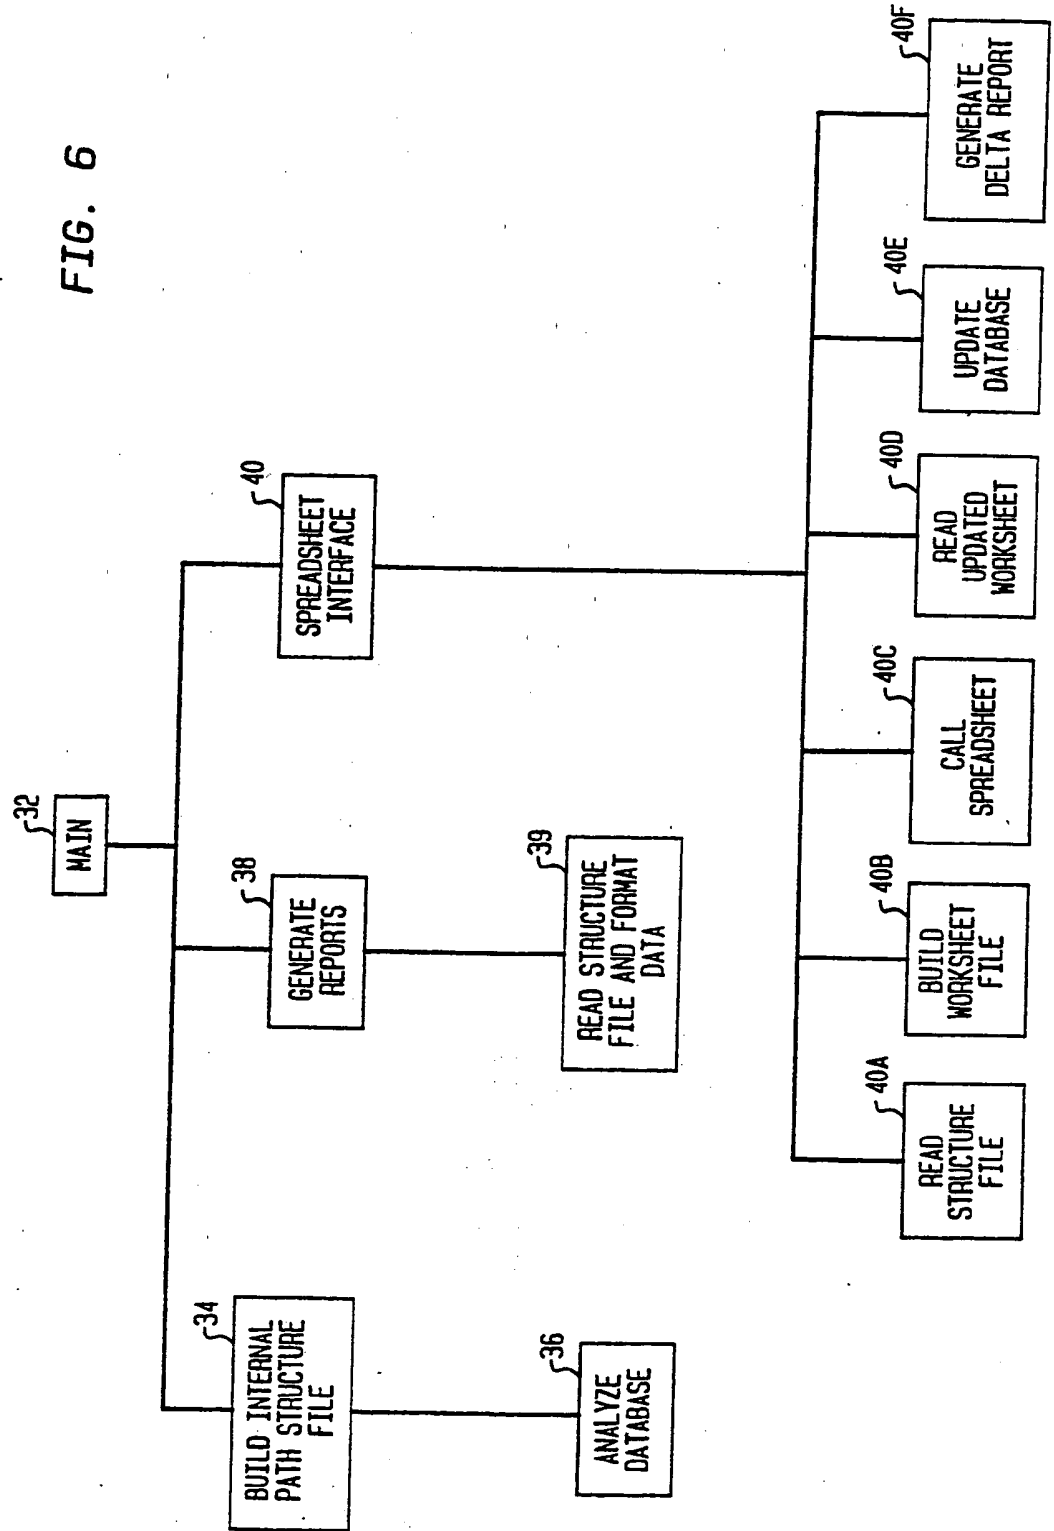 FIG. 6
32
MAIN
34
BUILD INTERNAL
PATH STRUCTURE
FILE
38
GENERATE
REPORTS
40
SPREADSHEET
INTERFACE
36
ANALYZE
DATABASE
39
READ STRUCTURE
FILE AND FORMAT
DATA
40A
READ
STRUCTURE
FILE
40B
BUILD
WORKSHEET
FILE
40C
CALL
SPREADSHEET
40D
READ
UPDATED
WORKSHEET
40E
UPDATE
DATABASE
40F
GENERATE
DELTA REPORT